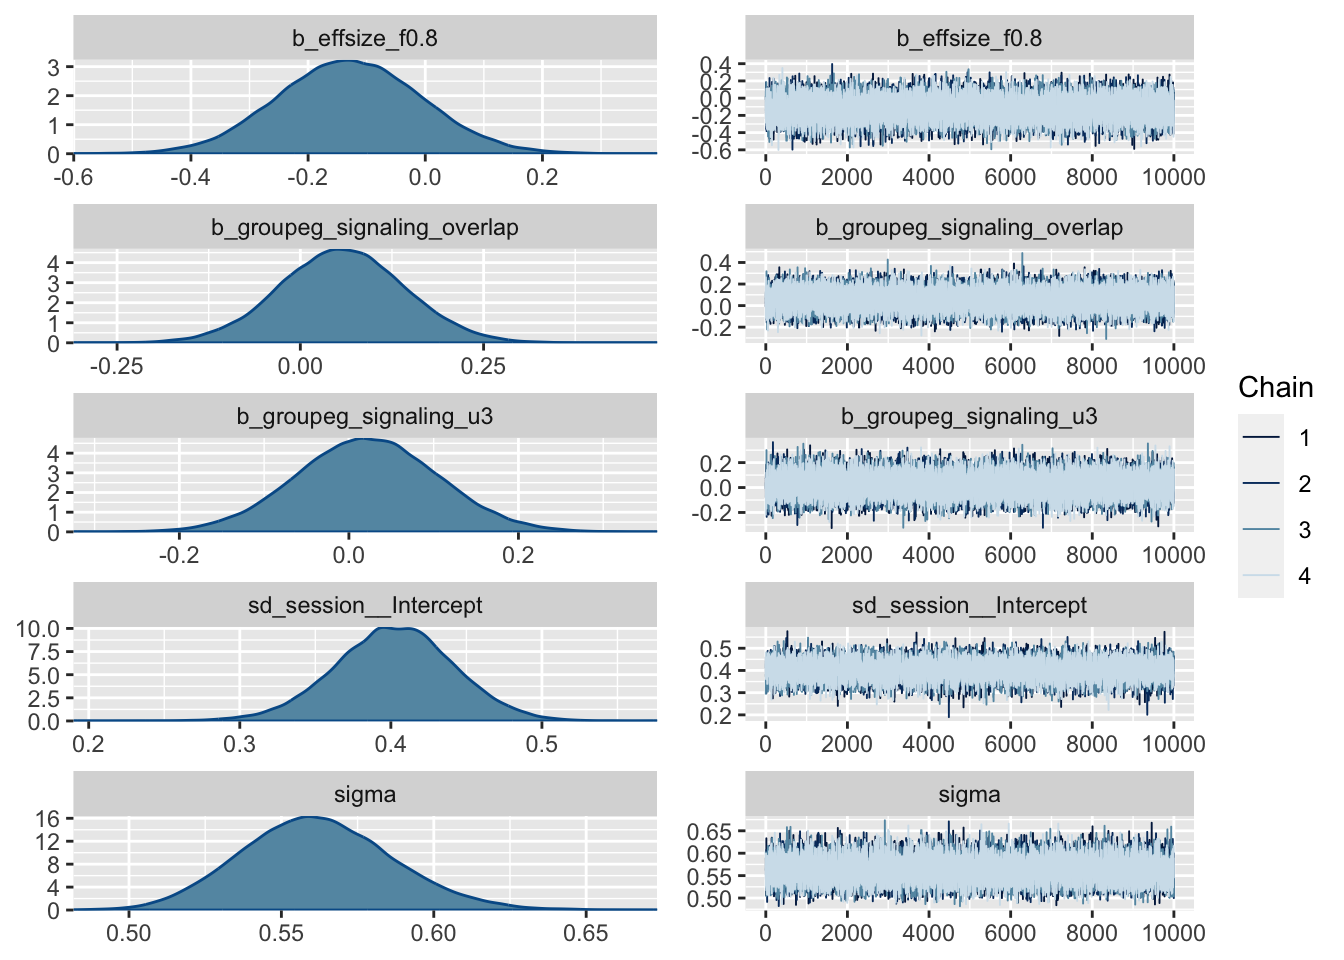 b_effsize_f0.8
3
2
1
0
-0.6 -0.4 -0.2 0.0 0.2
b_effsize_f0.8
0.4
0.2
0.0
-0.2
-0.4
-0.6
0 2000 4000 6000 8000 10000
b_groupeg_signaling_overlap
4
3
2
1
0
-0.25 0.00 0.25
b_groupeg_signaling_overlap
0.4
0.2
0.0
-0.2
0 2000 4000 6000 8000 10000
b_groupeg_signaling_u3
4
3
2
1
0
-0.2 0.0 0.2
b_groupeg_signaling_u3
0.2
0.0
-0.2
0 2000 4000 6000 8000 10000
sd_session__Intercept
10.0
7.5
5.0
2.5
0.0
0.2 0.3 0.4 0.5
sd_session__Intercept
0.5
0.4
0.3
0.2
0 2000 4000 6000 8000 10000
sigma
16
12
8
4
0
0.50 0.55 0.60 0.65
sigma
0.65
0.60
0.55
0.50
0 2000 4000 6000 8000 10000
Chain
1
2
3
4